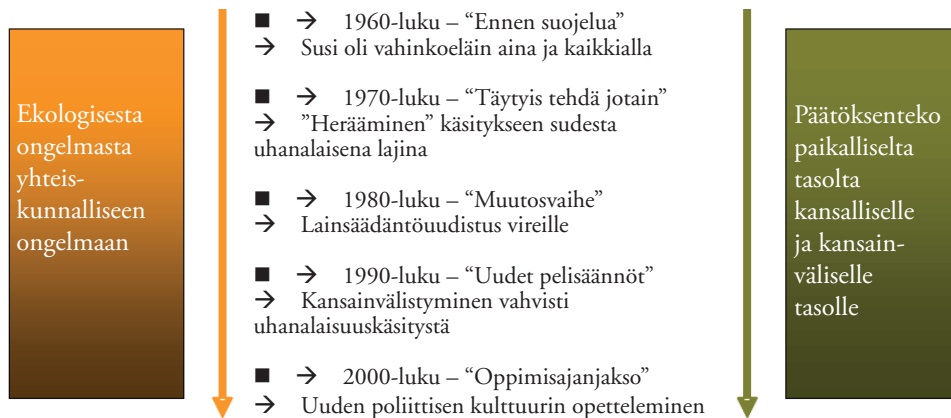 Ekologisesta
ongelmasta
yhteis-
kunnalliseen
ongelmaan
■ → 1960-luku – “Ennen suojelua”
→ Susi oli vahinkoeläin aina ja kaikkialla
■ → 1970-luku – “Täytyis tehdä jotain”
→ ”Herääminen” käsitykseen sudesta
uhanalaisena lajina
■ → 1980-luku – “Muutosvaihe”
→ Lainsäädäntöuudistus vireille
■ → 1990-luku – “Uudet pelisäännöt”
→ Kansainvälistyminen vahvisti
uhanalaisuuskäsitystä
■ → 2000-luku – “Oppimisajanjakso”
→ Uuden poliittisen kulttuurin opetteleminen
Päätöksenteko
paikalliselta
tasolta
kansalliselle
ja kansain-
väliselle
tasolle